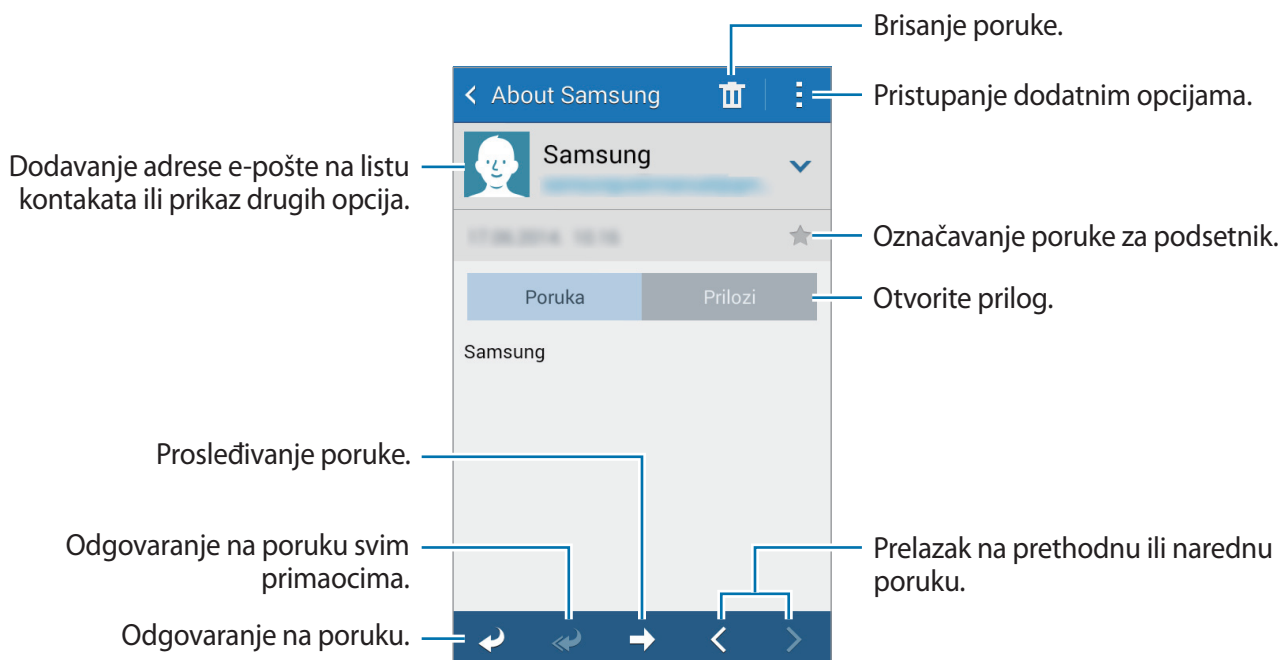 Brisanje poruke.
About Samsung
Pristupanje dodatnim opcijama.
Dodavanje adrese e-pošte na listu
kontakata ili prikaz drugih opcija.
Samsung
Označavanje poruke za podsetnik.
Poruka
Prilozi
Otvorite prilog.
Samsung
Prosleđivanje poruke.
Odgovaranje na poruku svim
primaocima.
Prelazak na prethodnu ili narednu
poruku.
Odgovaranje na poruku.